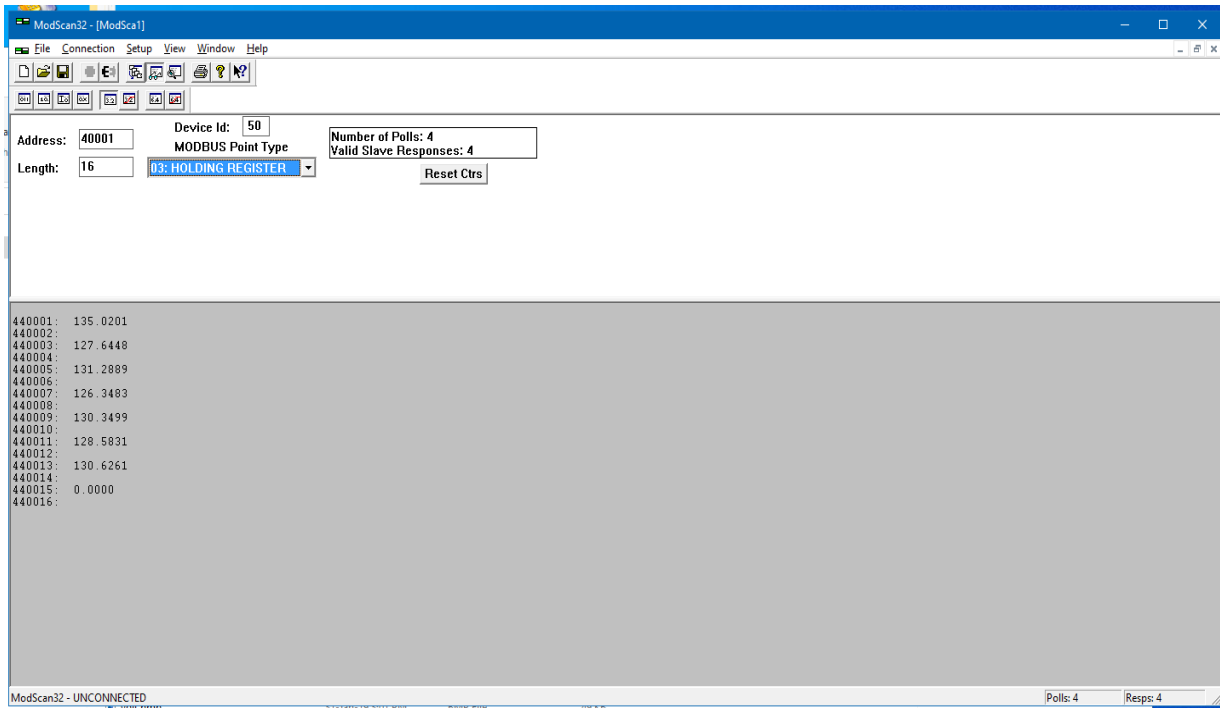 ModScan32 - [ModSca1]
File Connection Setup View Window Help
Address: 40001
Device Id: 50
MODBUS Point Type
Length: 16
03: HOLDING REGISTER
Number of Polls: 4
Valid Slave Responses: 4
Reset Ctrs
440001: 135.0201
440002:
440003: 127.6448
440004:
440005: 131.2889
440006:
440007: 126.3483
440008:
440009: 130.3499
440010:
440011: 128.5831
440012:
440013: 130.6261
440014:
440015: 0.0000
440016:
ModScan32 - UNCONNECTED
Polls: 4
Resps: 4